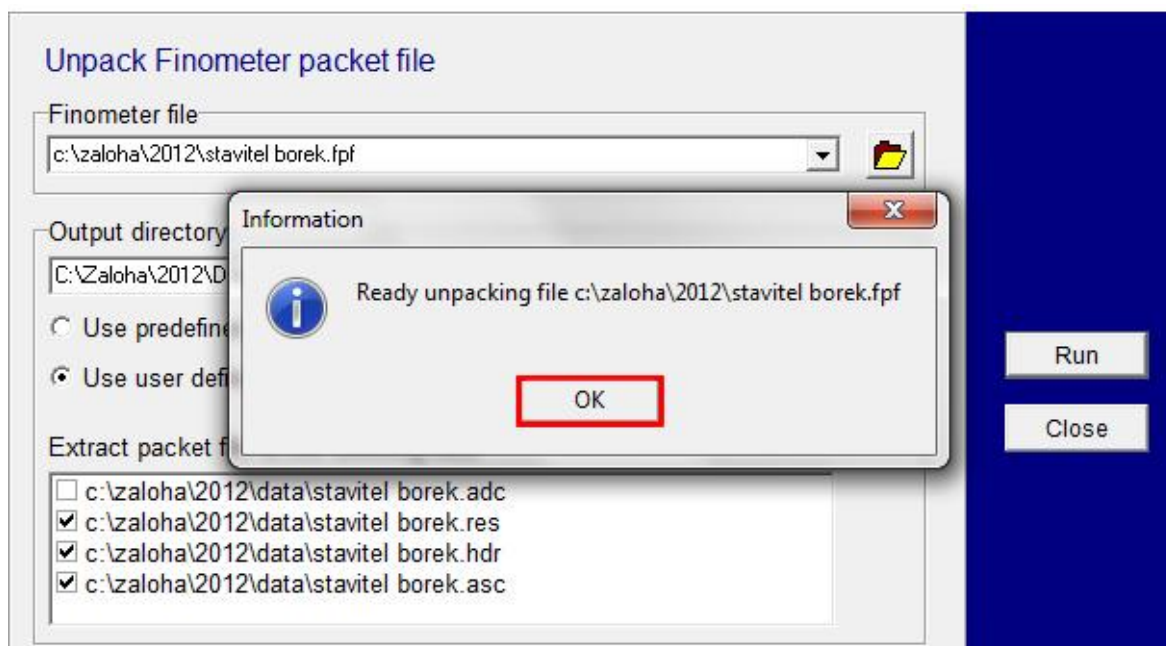 Unpack Finometer packet file
Finometer file
c:\zaloha\2012\stavitel borek.fpf
Information
Output directory
C:\Zaloha\2012\D
Ready unpacking file c:\zaloha\2012\stavitel borek.fpf
Use predefine
Run
Use user defi
OK
Close
Extract packet f
c:\zaloha\2012\data\stavitel borek.adc
c:\zaloha\2012\data\stavitel borek.res
c:\zaloha\2012\data\stavitel borek.hdr
c:\zaloha\2012\data\stavitel borek.asc